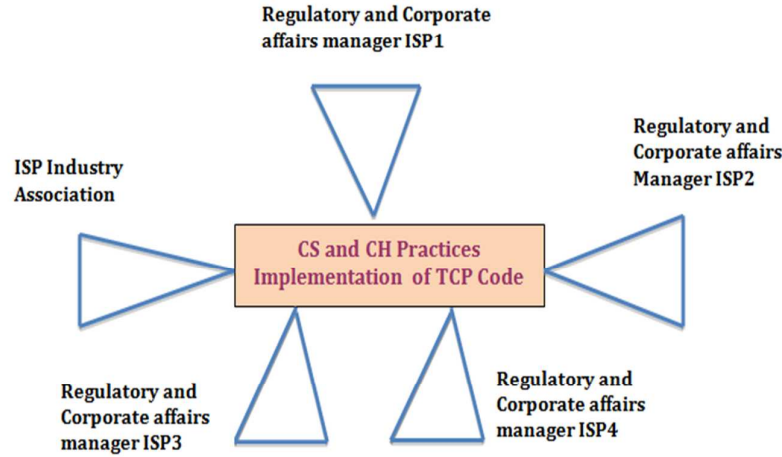 Regulatory and Corporate
affairs manager ISP1
Regulatory and
Corporate affairs
Manager ISP2
ISP Industry
Association
CS and CH Practices
Implementation of TCP Code
Regulatory and
Corporate affairs
manager ISP3
Regulatory and
Corporate affairs
manager ISP4